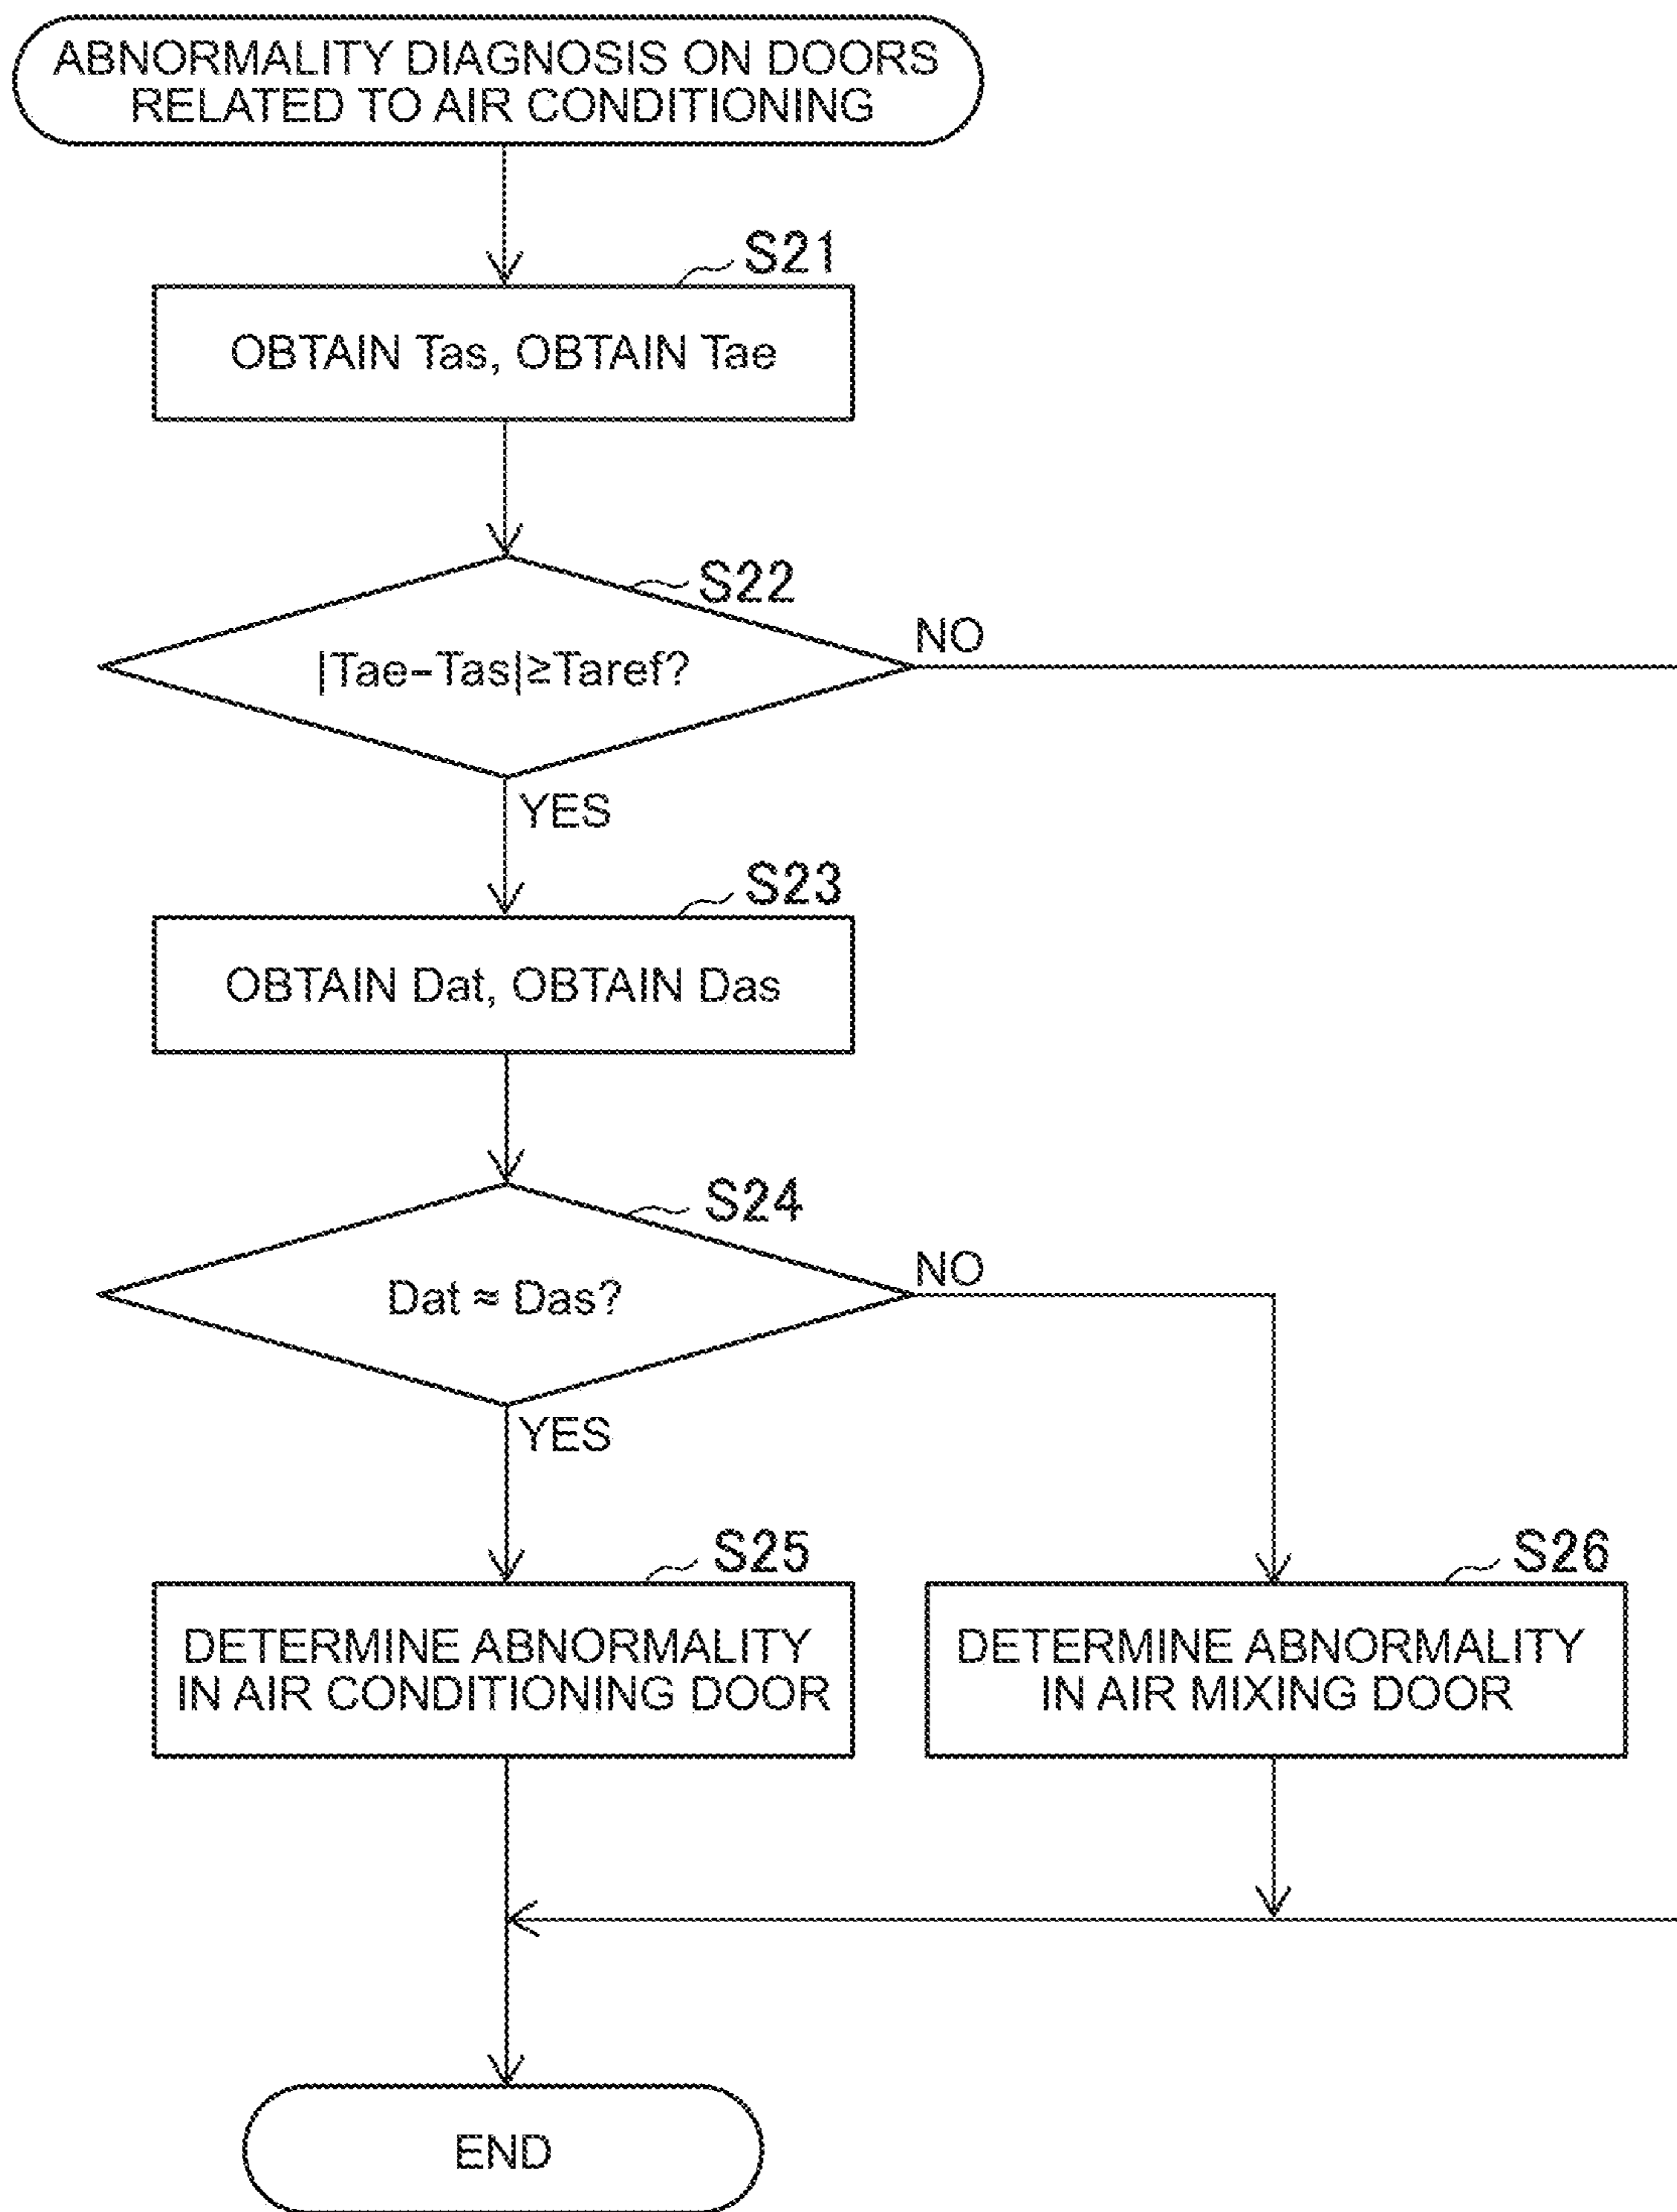 ABNORMALITY DIAGNOSIS ON DOORS
RELATED TO AIR CONDITIONING
S21
OBTAIN Tas, OBTAIN Tae
S22
|Tae-Tas|≥Taref?
NO
YES
S23
OBTAIN Dat, OBTAIN Das
S24
Dat ≈ Das?
NO
YES
S25
DETERMINE ABNORMALITY
IN AIR CONDITIONING DOOR
S26
DETERMINE ABNORMALITY
IN AIR MIXING DOOR
END